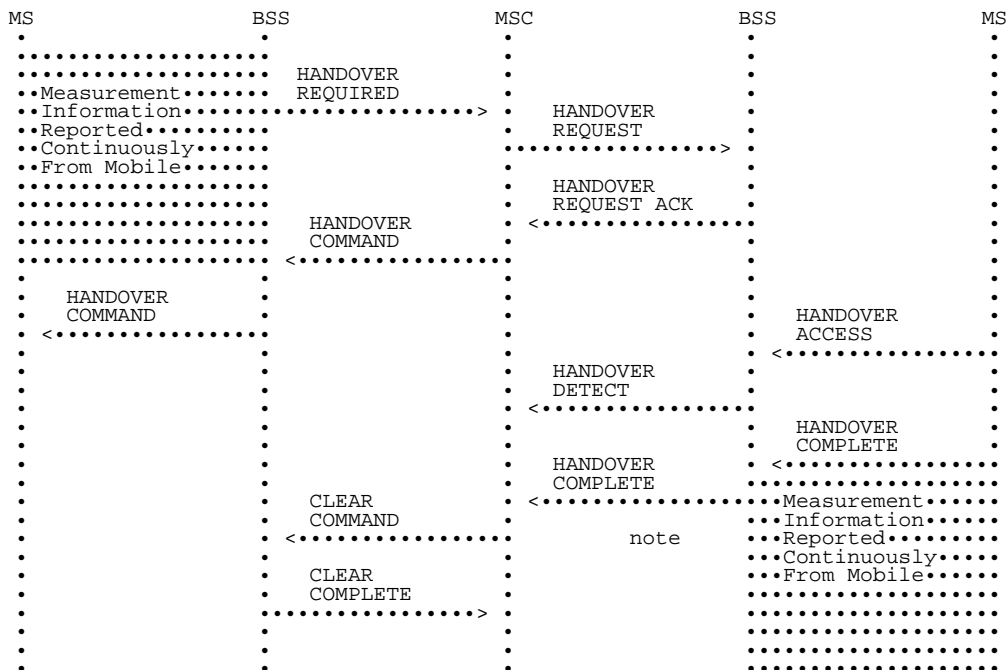 MS BSS MSC BSS MS
HANDOVER
REQUIRED
Measurement
Information
Reported
Continuously
From Mobile
HANDOVER
REQUEST
HANDOVER
REQUEST ACK
HANDOVER
COMMAND
HANDOVER
COMMAND
HANDOVER
ACCESS
HANDOVER
DETECT
HANDOVER
COMPLETE
HANDOVER
COMPLETE
Measurement
Information
Reported
Continuously
From Mobile
CLEAR
COMMAND
note
CLEAR
COMPLETE